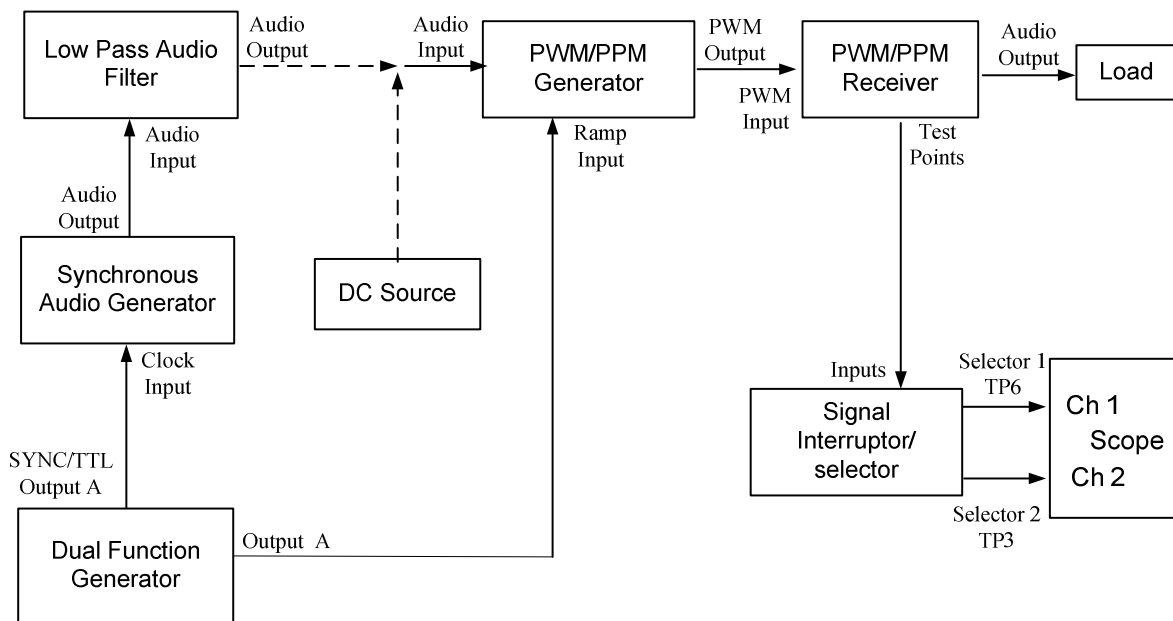 Low Pass Audio
Filter
Audio
Output
Audio
Input
PWM/PPM
Generator
PWM
Output
PWM
Input
PWM/PPM
Receiver
Audio
Output
Load
Audio
Input
Ramp
Input
Test
Points
Audio
Output
Synchronous
Audio Generator
DC Source
Clock
Input
Inputs
Selector 1
TP6
Signal
Interruptor/
selector
Ch 1
Scope
Ch 2
SYNC/TTL
Output A
Selector 2
TP3
Dual Function
Generator
Output A